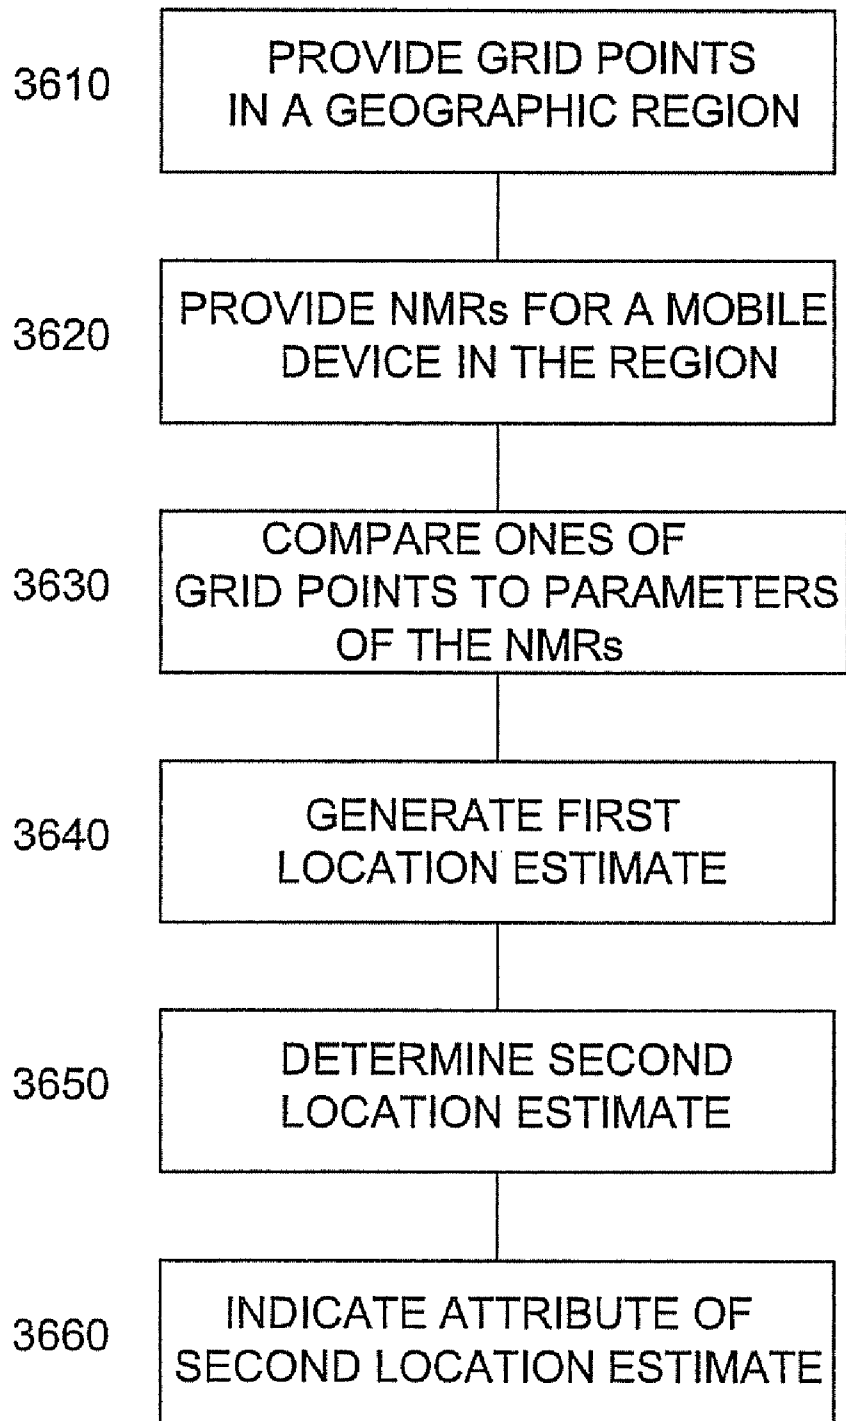 3610
PROVIDE GRID POINTS
IN A GEOGRAPHIC REGION
3620
PROVIDE NMRs FOR A MOBILE
DEVICE IN THE REGION
3630
COMPARE ONES OF
GRID POINTS TO PARAMETERS
OF THE NMRs
3640
GENERATE FIRST
LOCATION ESTIMATE
3650
DETERMINE SECOND
LOCATION ESTIMATE
3660
INDICATE ATTRIBUTE OF
SECOND LOCATION ESTIMATE